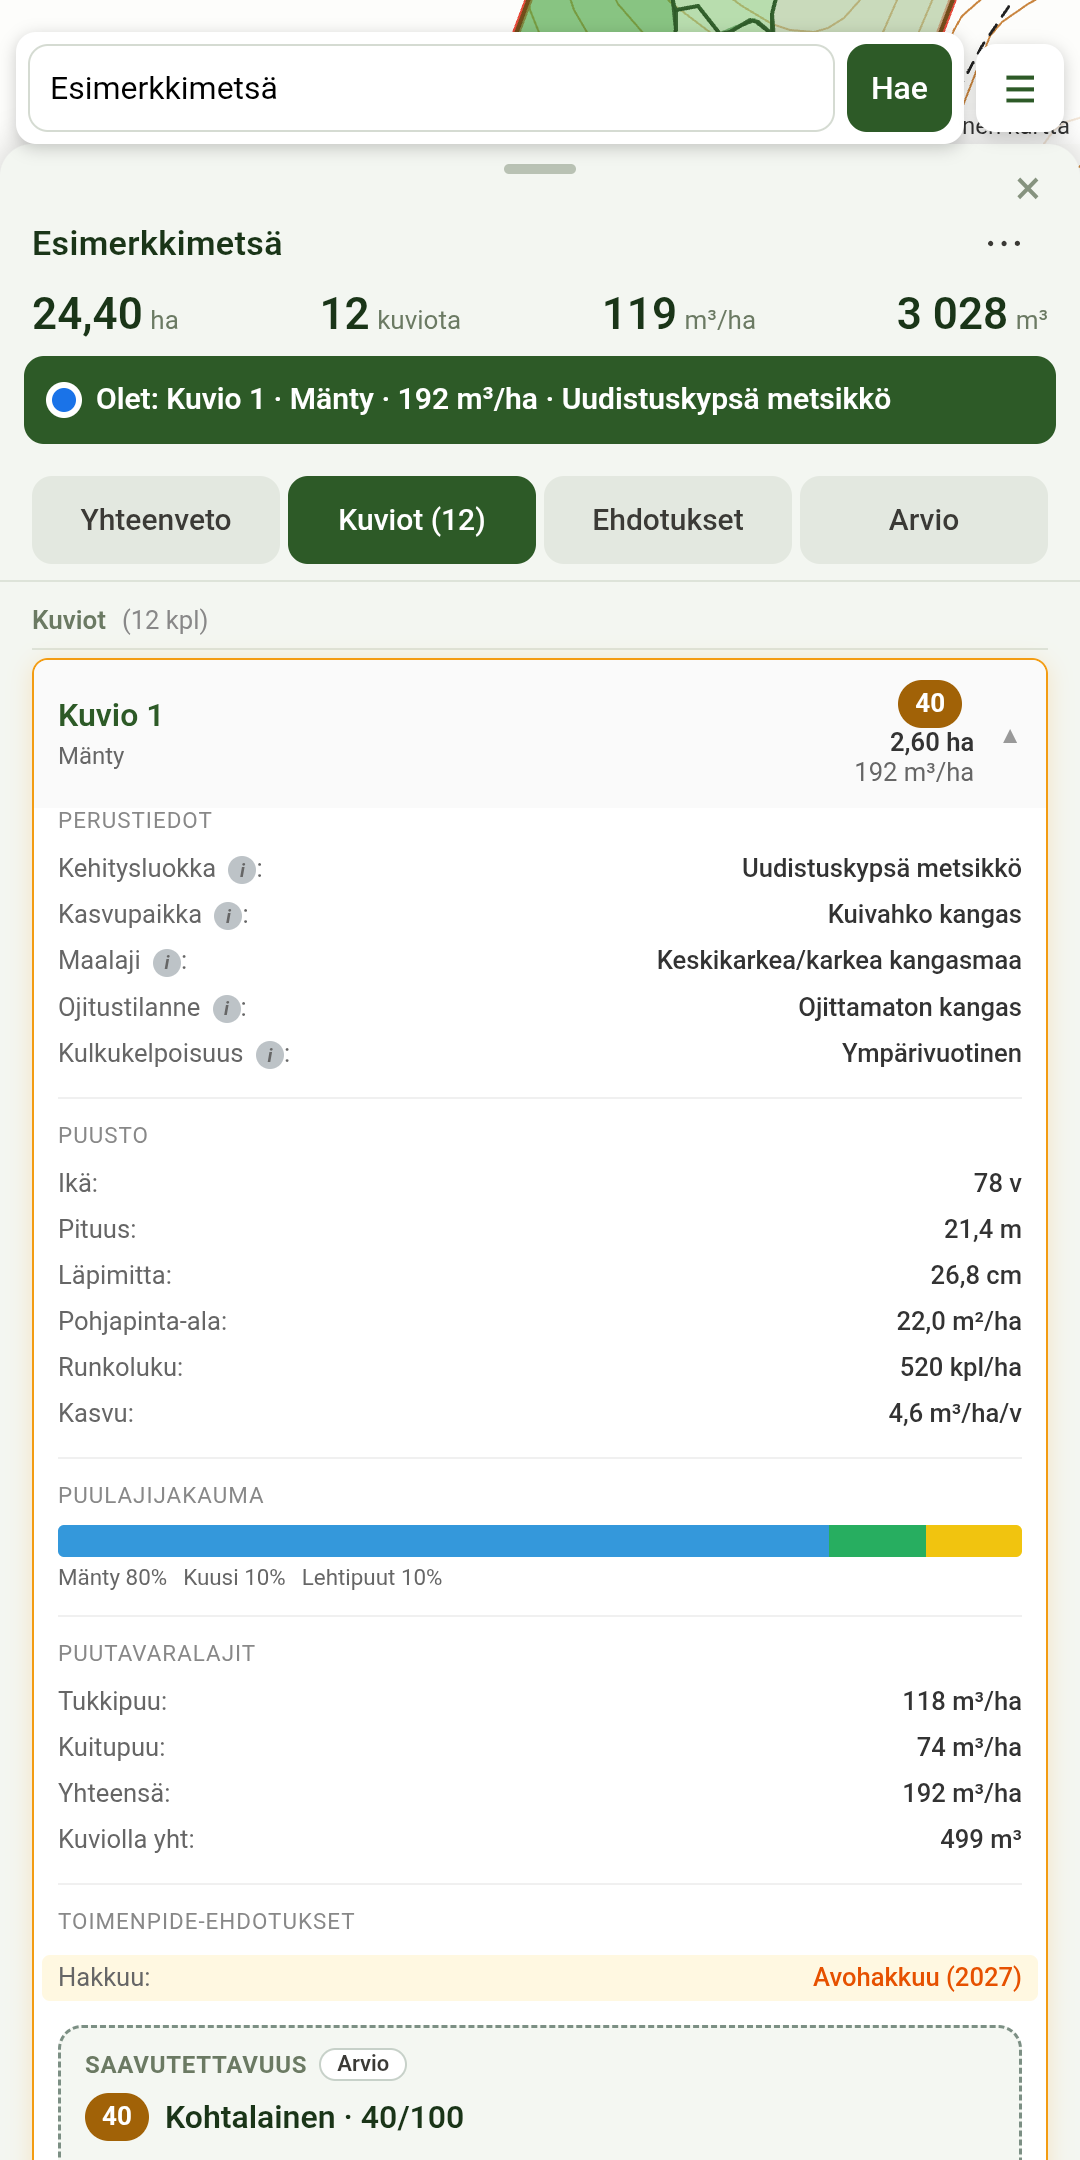 Esimerkkimetsä
Hae
Esimerkkimetsä
24,40 ha
12 kuviota
119 m³/ha
3 028 m³
Olet: Kuvio 1 · Mänty · 192 m³/ha · Uudistuskypsä metsikkö
Yhteenveto
Kuviot (12)
Ehdotukset
Arvio
Kuviot (12 kpl)
Kuvio 1
Mänty
40
2,60 ha
192 m³/ha
PERUSTIEDOT
Kehitysluokka i: Uudistuskypsä metsikkö
Kasvupaikka i: Kuivahko kangas
Maalaji i: Keskikarkea/karkea kangasmaa
Ojitustilanne i: Ojittamaton kangas
Kulkukelpoisuus i: Ympärivuotinen
PUUSTO
Ikä: 78 v
Pituus: 21,4 m
Läpimitta: 26,8 cm
Pohjapinta-ala: 22,0 m²/ha
Runkoluku: 520 kpl/ha
Kasvu: 4,6 m³/ha/v
PUULAJIJAKAUMA
Mänty 80% Kuusi 10% Lehtipuut 10%
PUUTAVARALAJIT
Tukkipuu: 118 m³/ha
Kuitupuu: 74 m³/ha
Yhteensä: 192 m³/ha
Kuviolla yht: 499 m³
TOIMENPIDE-EHDOTUKSET
Hakkuu: Avohakkuu (2027)
SAAVUTETTAVUUS Arvio
40 Kohtalainen · 40/100